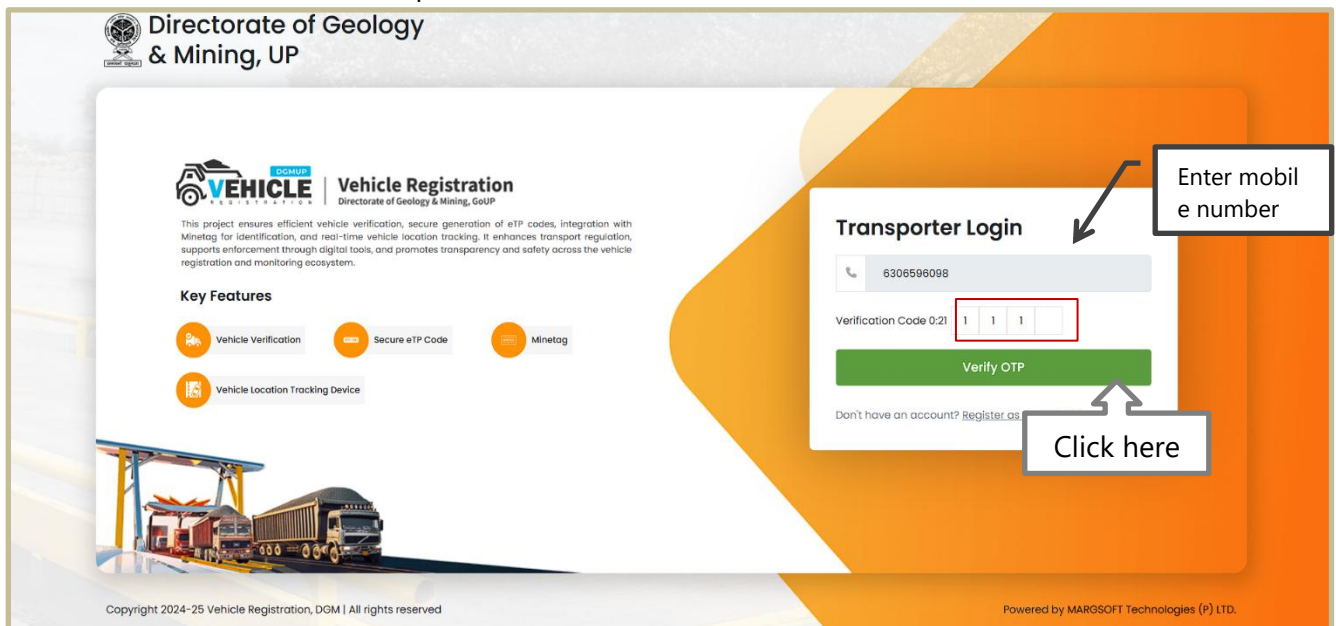 Directorate of Geology
& Mining, UP
DGMUP
VEHICLE
REGISTRATION
Vehicle Registration
Directorate of Geology & Mining, GoUP
This project ensures efficient vehicle verification, secure generation of eTP codes, integration with
Minetag for identification, and real-time vehicle location tracking. It enhances transport regulation,
supports enforcement through digital tools, and promotes transparency and safety across the vehicle
registration and monitoring ecosystem.
Key Features
Vehicle Verification
Secure eTP Code
Minetag
Vehicle Location Tracking Device
Enter mobil
e number
Transporter Login
6306596098
Verification Code 0:21 1 1 1
Verify OTP
Don't have an account? Register as
Click here
Copyright 2024-25 Vehicle Registration, DGM | All rights reserved
Powered by MARGSOFT Technologies (P) LTD.